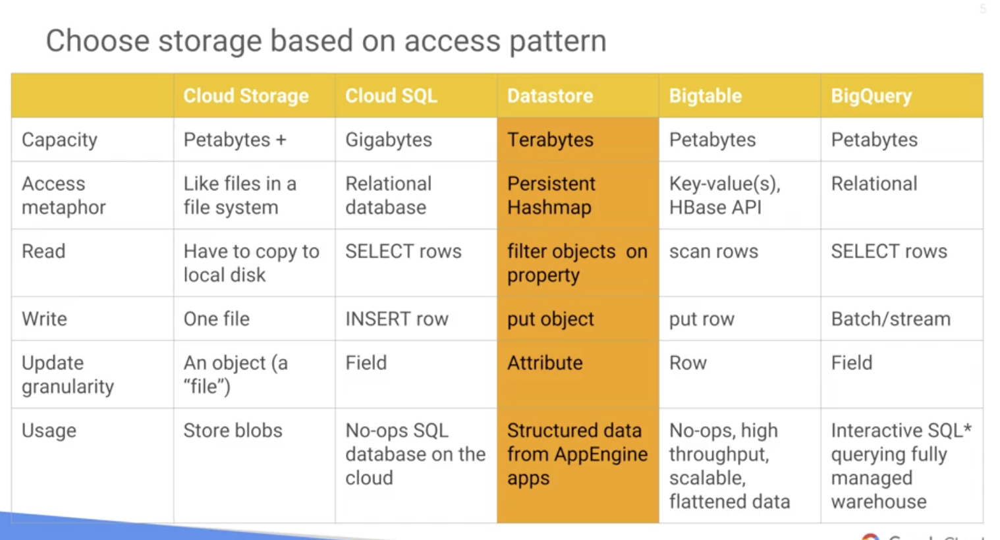 5
Choose storage based on access pattern
Cloud Storage Cloud SQL Datastore Bigtable BigQuery
Capacity Petabytes + Gigabytes Terabytes Petabytes Petabytes
Access metaphor Like files in a file system Relational database Persistent Hashmap Key-value(s), HBase API Relational
Read Have to copy to local disk SELECT rows filter objects on property scan rows SELECT rows
Write One file INSERT row put object put row Batch/stream
Update granularity An object (a “file”) Field Attribute Row Field
Usage Store blobs No-ops SQL database on the cloud Structured data from AppEngine apps No-ops, high throughput, scalable, flattened data Interactive SQL* querying fully managed warehouse